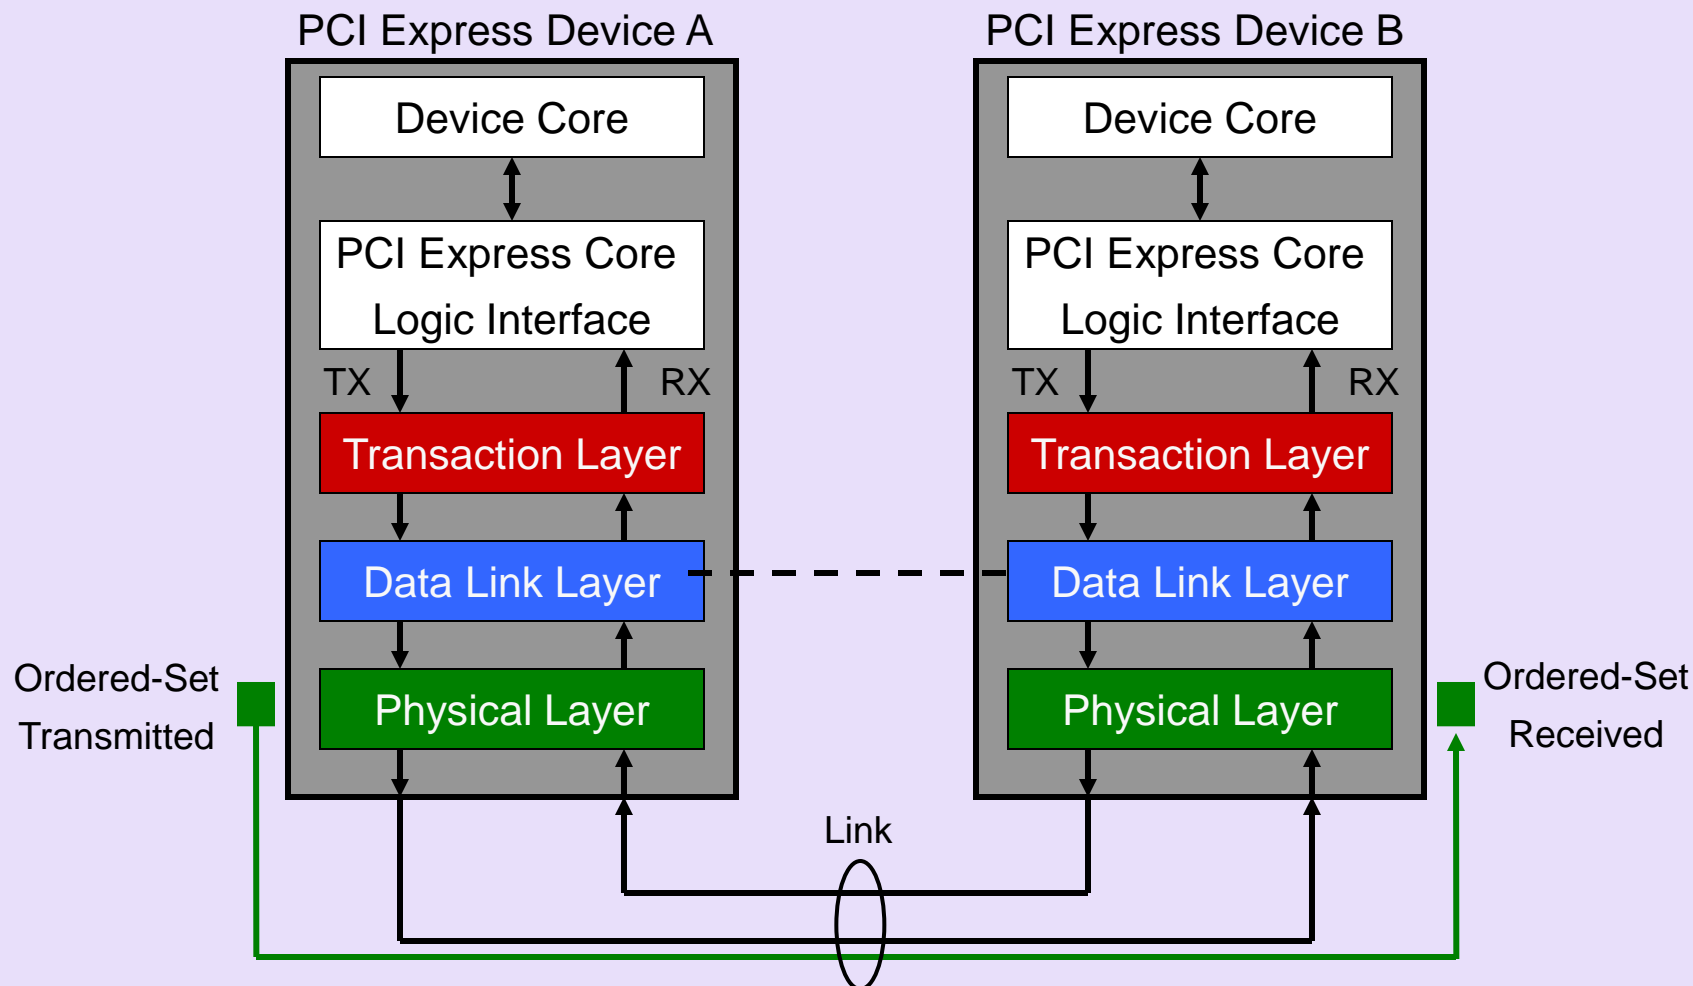 PCI Express Device A
Device Core
PCI Express Core
Logic Interface
TX
RX
Transaction Layer
Data Link Layer
Physical Layer
Ordered-Set
Transmitted
PCI Express Device B
Device Core
PCI Express Core
Logic Interface
TX
RX
Transaction Layer
Data Link Layer
Physical Layer
Ordered-Set
Received
Link